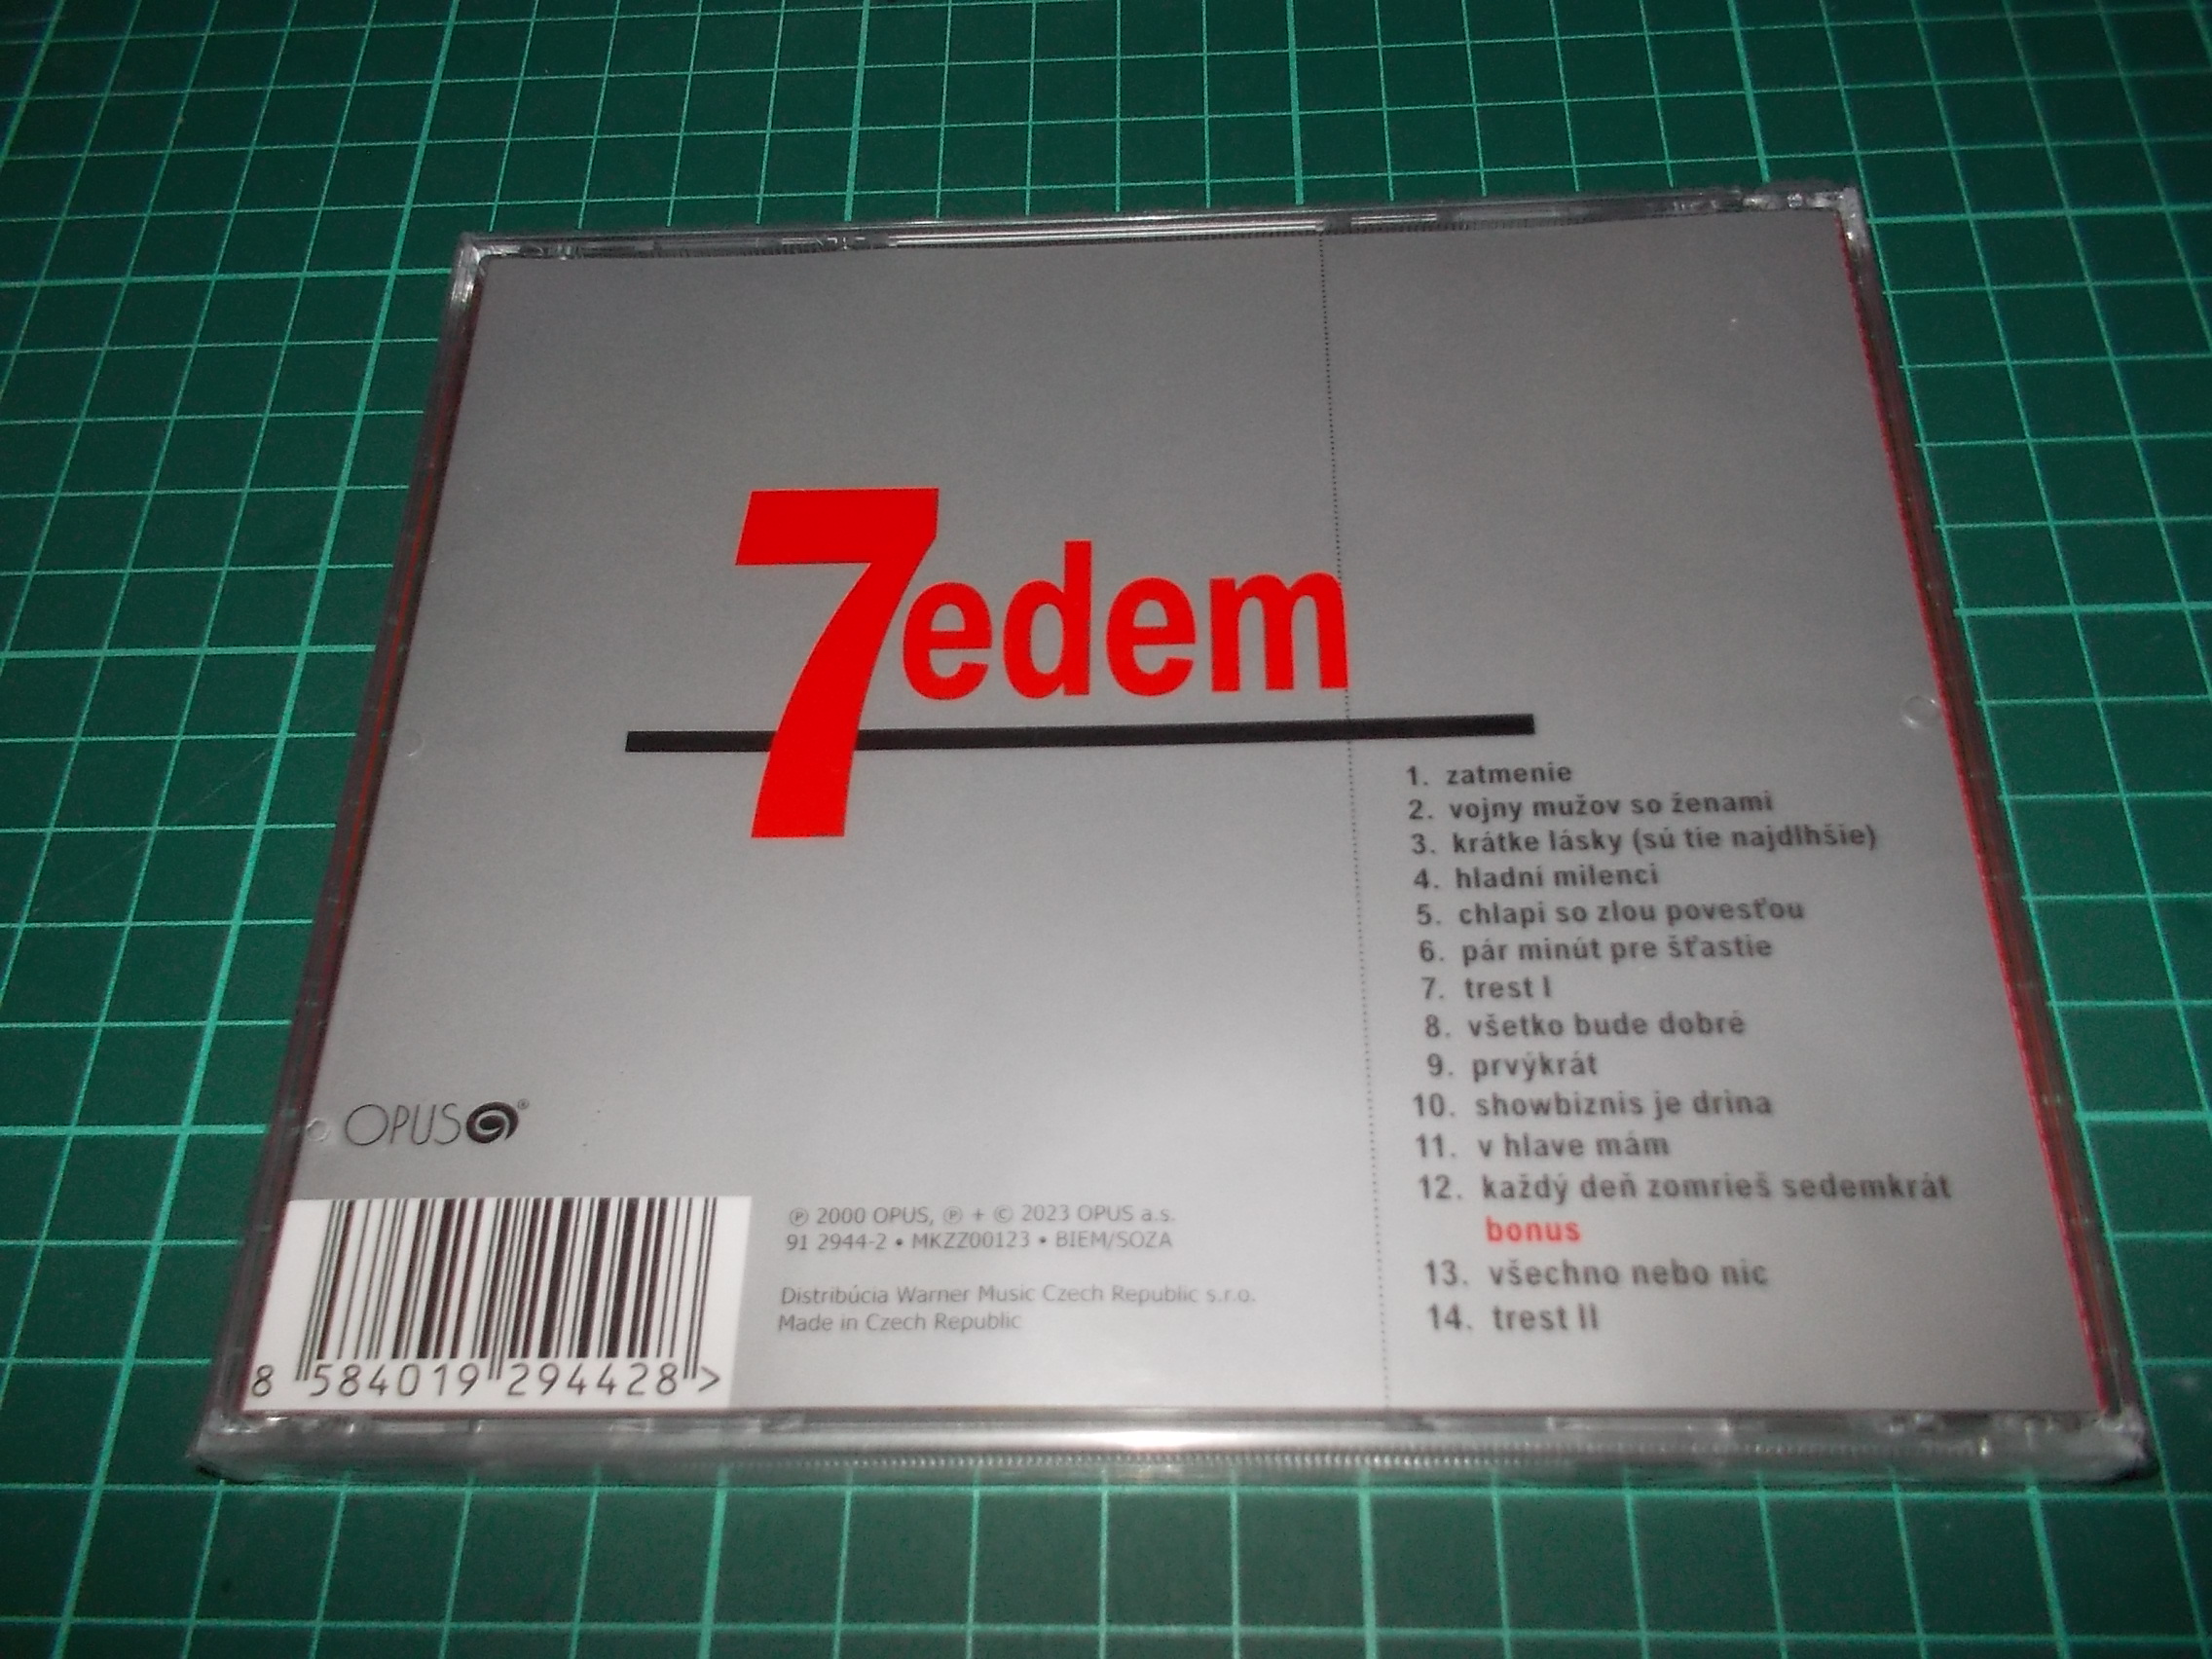 7edem
1. zatmenie
2. vojny mužov so ženami
3. krátke lásky (sú tie najdlhšie)
4. hladní milenci
5. chlapi so zlou povesťou
6. pár minút pre šťastie
7. trest I
8. všetko bude dobré
9. prvýkrát
10. showbiznis je drina
11. v hlave mám
12. každý deň zomrieš sedemkrát
bonus
13. všechno nebo nic
14. trest II
OPUS®
8 584019 294428 >
℗ 2000 OPUS, ℗ + © 2023 OPUS a.s.
91 2944-2 • MKZZ00123 • BIEM/SOZA
Distribúcia Warner Music Czech Republic s.r.o.
Made in Czech Republic